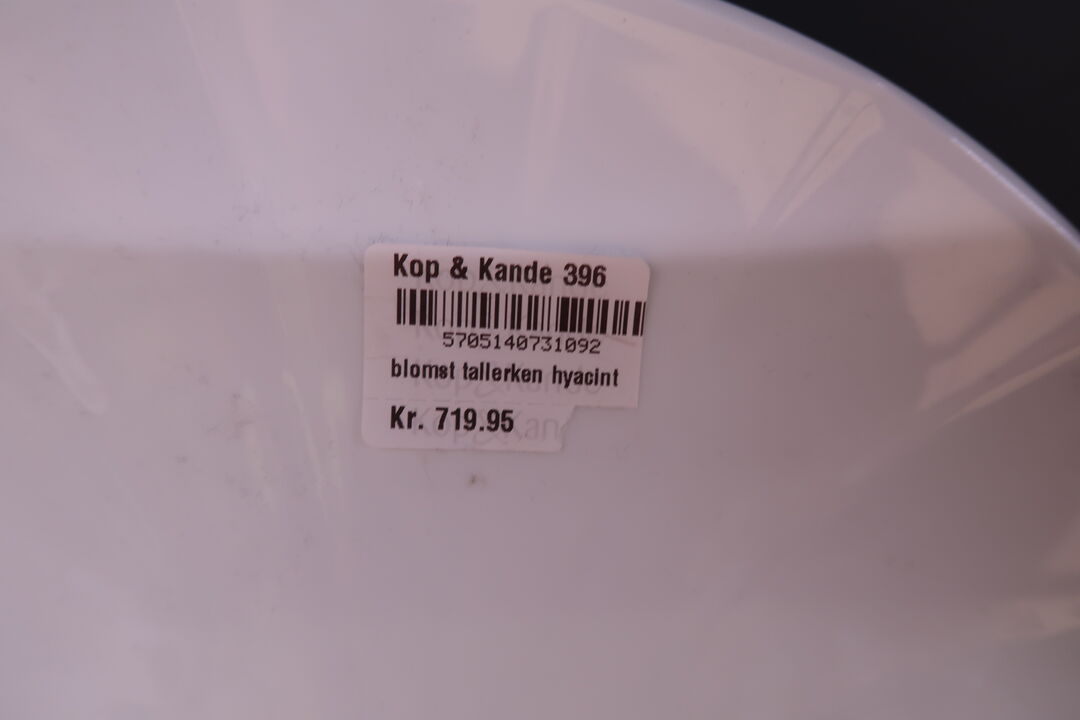 Kop & Kande 396
5705140731092
blomst tallerken hyacint
Kr. 719.95